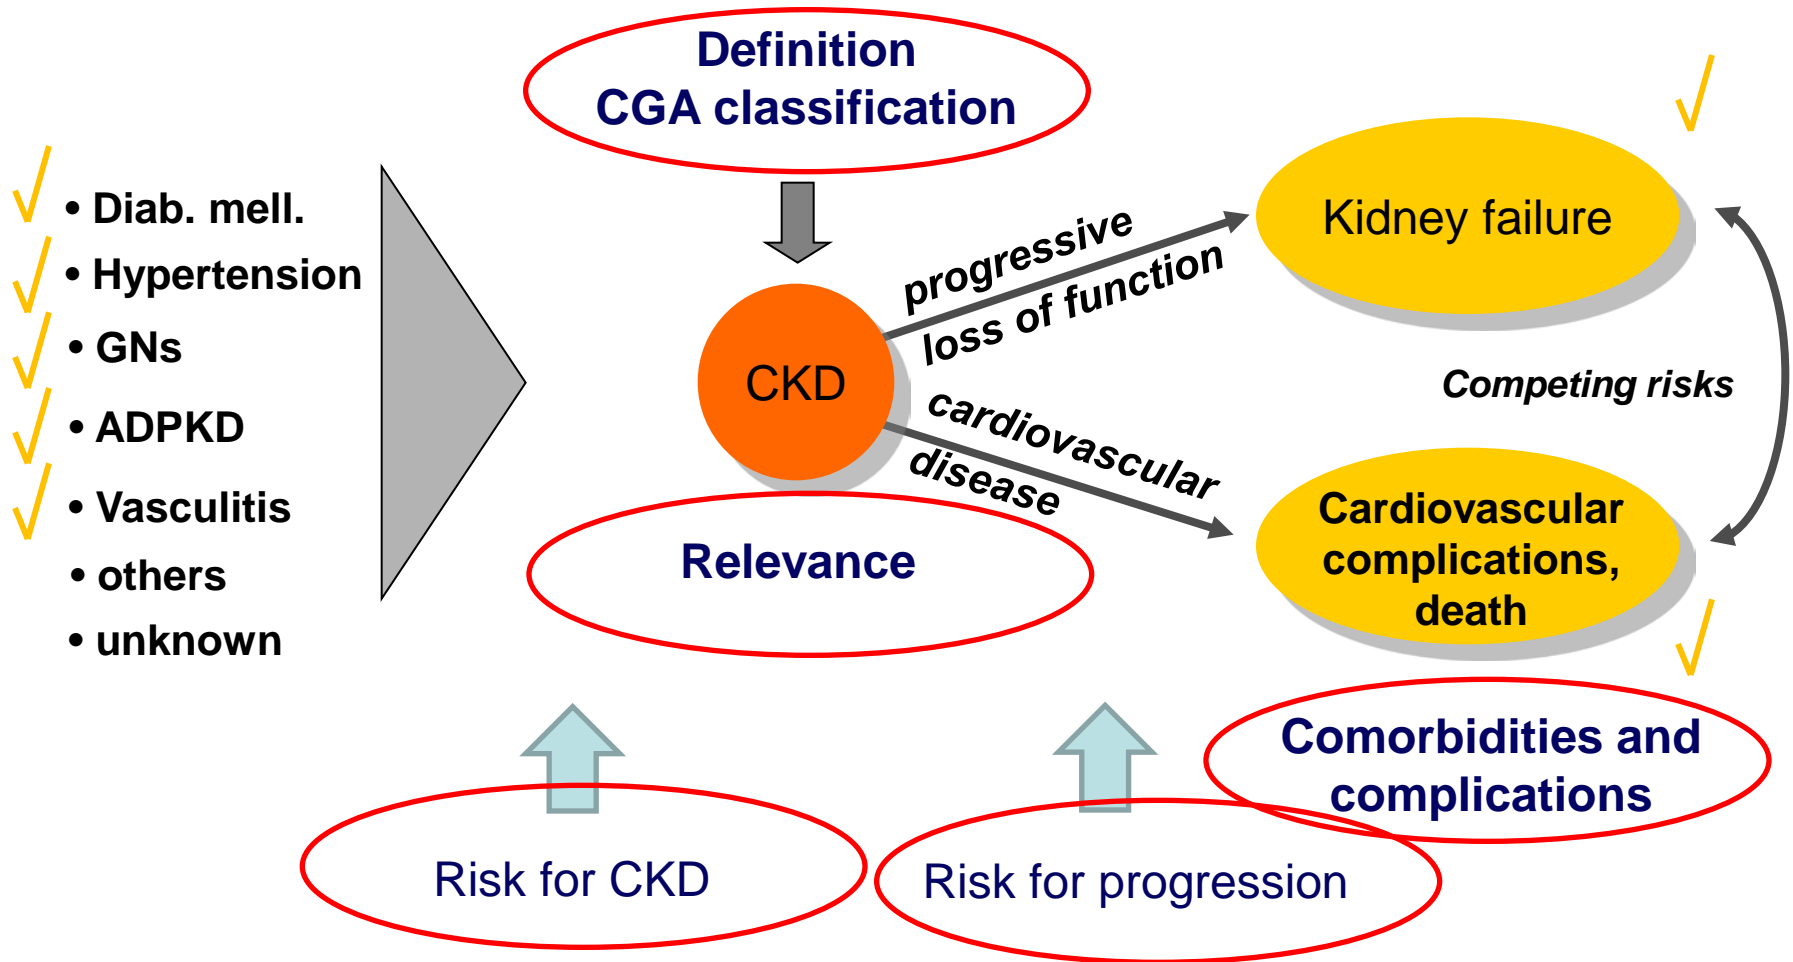 Definition
CGA classification
• Diab. mell.
• Hypertension
• GNs
• ADPKD
• Vasculitis
• others
• unknown
CKD
progressive
loss of function
cardiovascular
disease
Kidney failure
Competing risks
Cardiovascular
complications,
death
Relevance
Comorbidities and
complications
Risk for CKD
Risk for progression